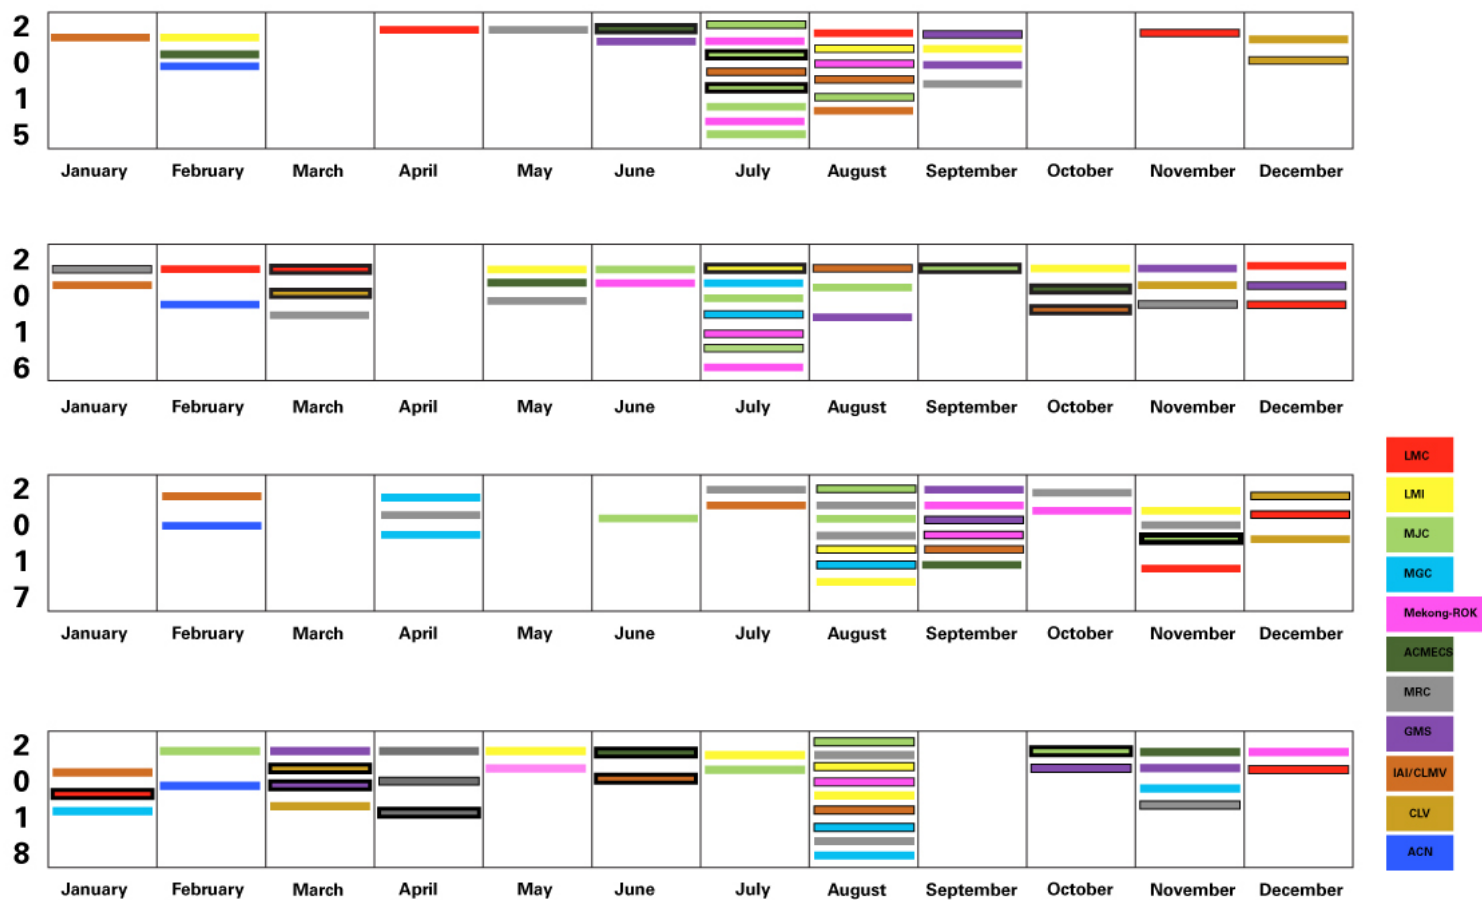 2
0
1
5
January February March April May June July August September October November December
2
0
1
6
January February March April May June July August September October November December
2
0
1
7
January February March April May June July August September October November December
2
0
1
8
January February March April May June July August September October November December
LMC
LMI
MJC
MGC
Mekong-ROK
ACMECS
MRC
GMS
IAI/CLMV
CLV
ACN